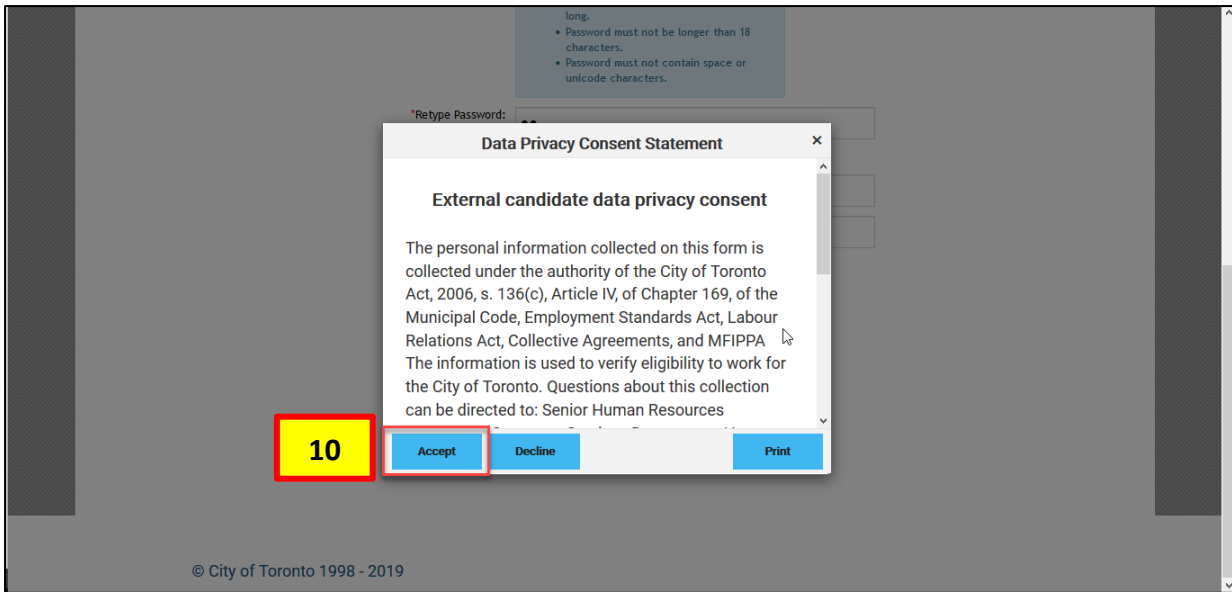 long.
• Password must not be longer than 18
characters.
• Password must not contain space or
unicode characters.
*Retype Password:
Data Privacy Consent Statement ×
External candidate data privacy consent
The personal information collected on this form is
collected under the authority of the City of Toronto
Act, 2006, s. 136(c), Article IV, of Chapter 169, of the
Municipal Code, Employment Standards Act, Labour
Relations Act, Collective Agreements, and MFIPPA
The information is used to verify eligibility to work for
the City of Toronto. Questions about this collection
can be directed to: Senior Human Resources
10
Accept Decline Print
© City of Toronto 1998 - 2019